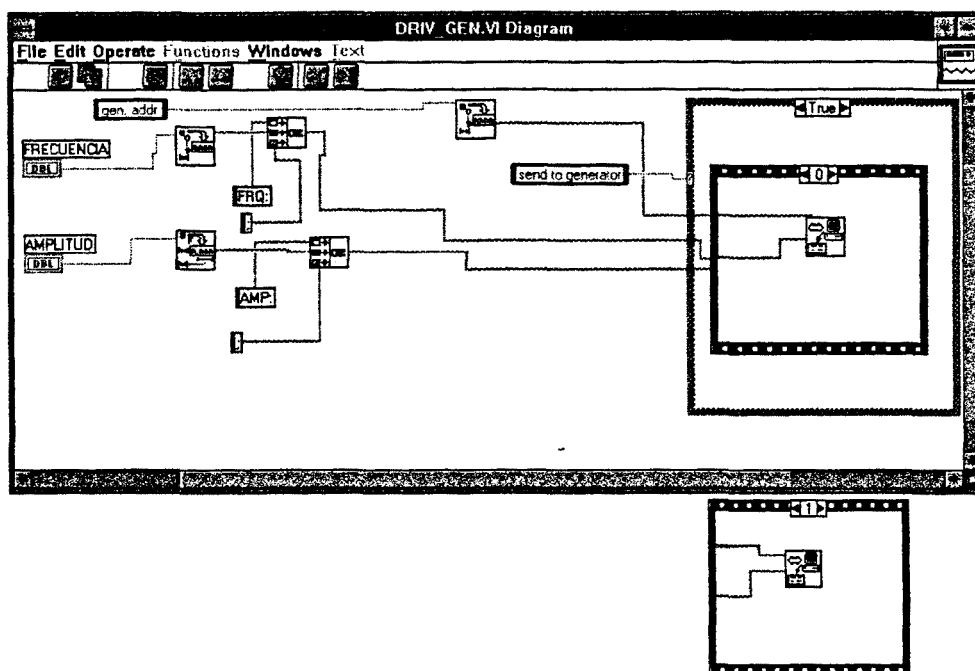 DRIV_GEN.VI Diagram
File Edit Operate Functions Windows Text
gen. addr
True
FRECUENCIA
DBL
send to generator
0
FRQ:
AMPLITUD
DBL
AMP:
1